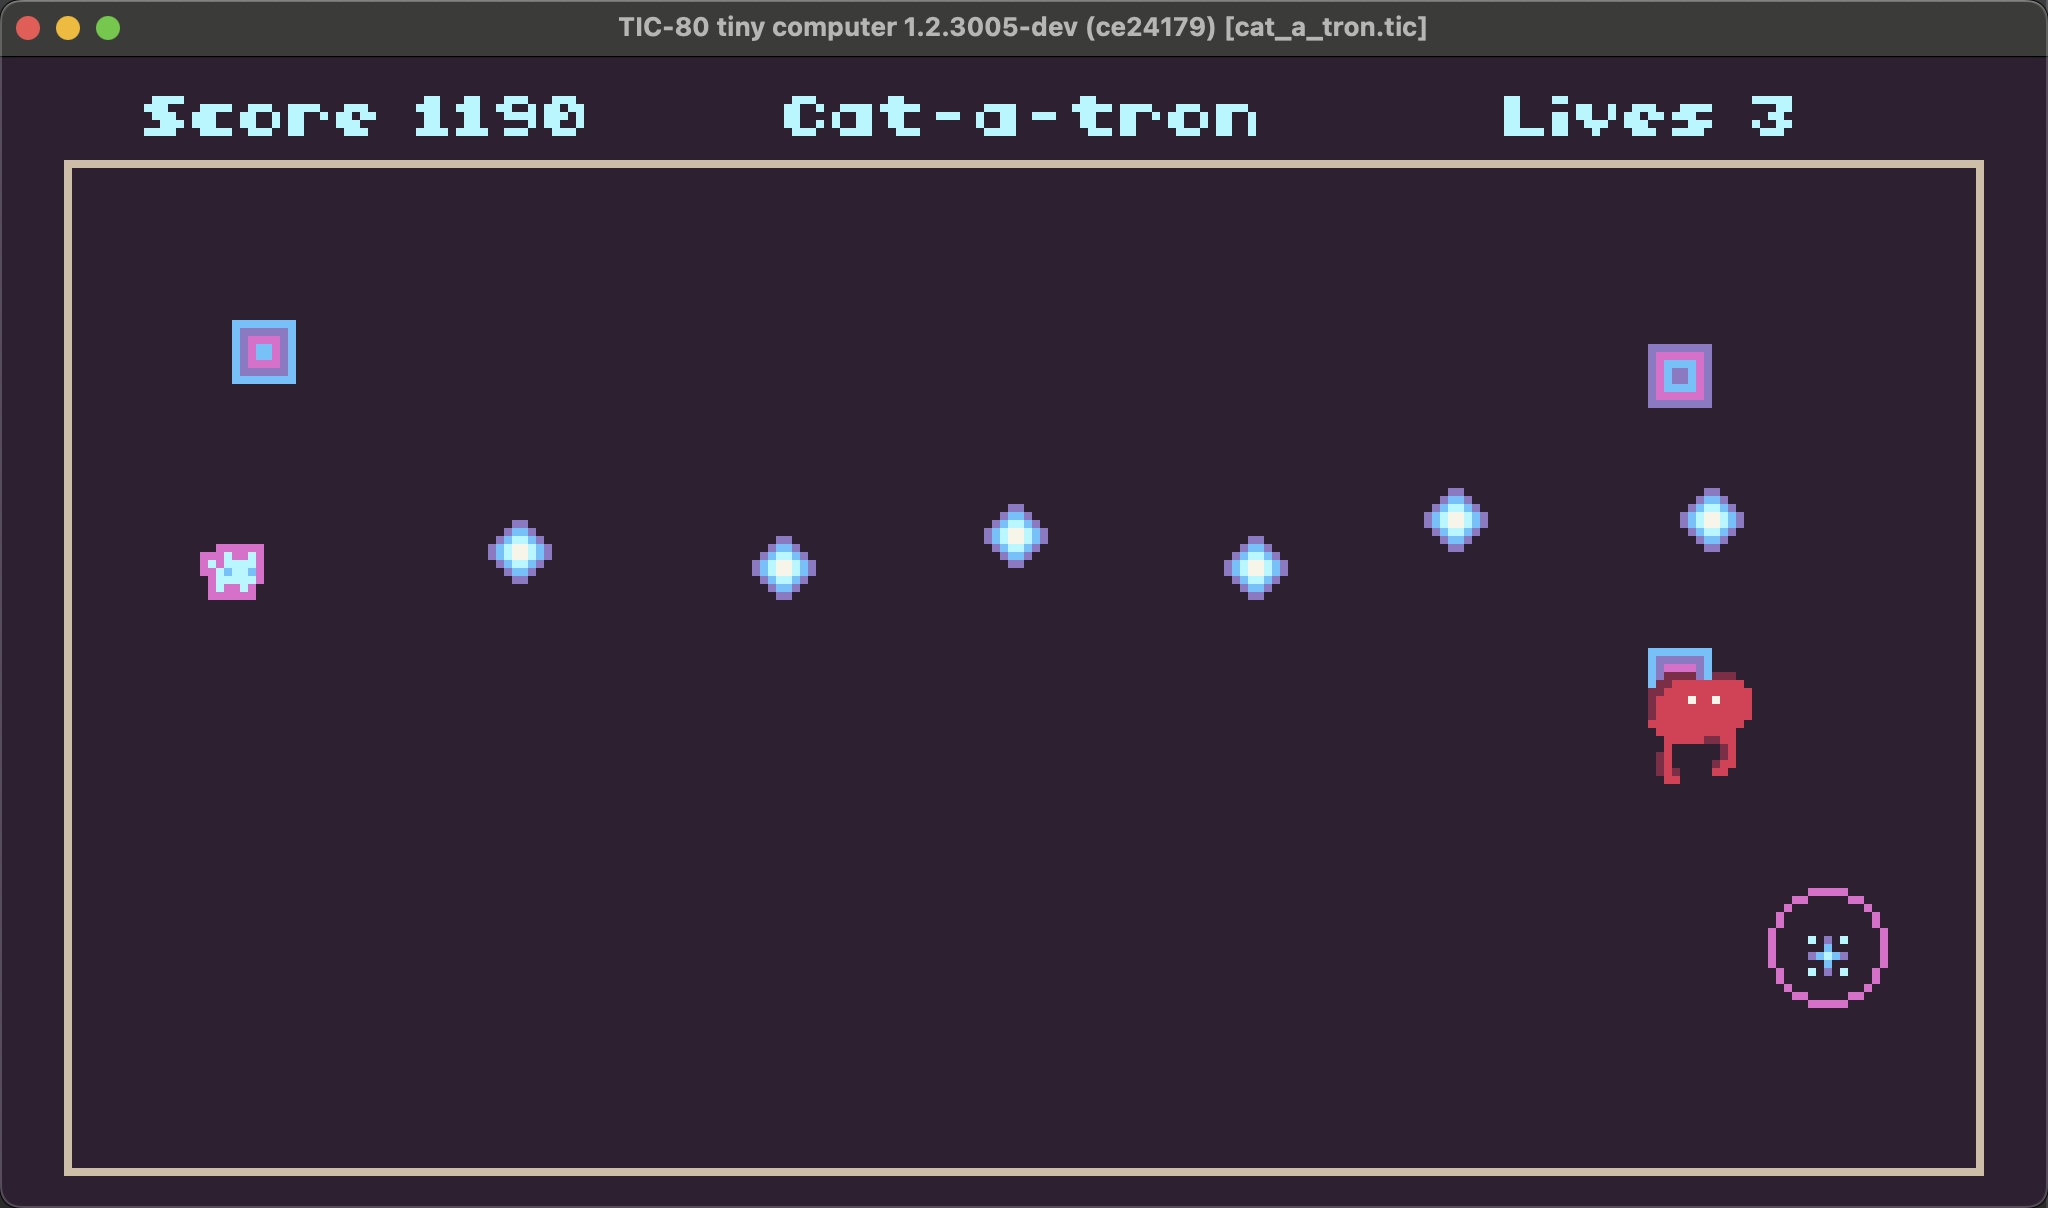 TIC-80 tiny computer 1.2.3005-dev (ce24179) [cat_a_tron.tic]
Score 1190 Cat-a-tron Lives 3